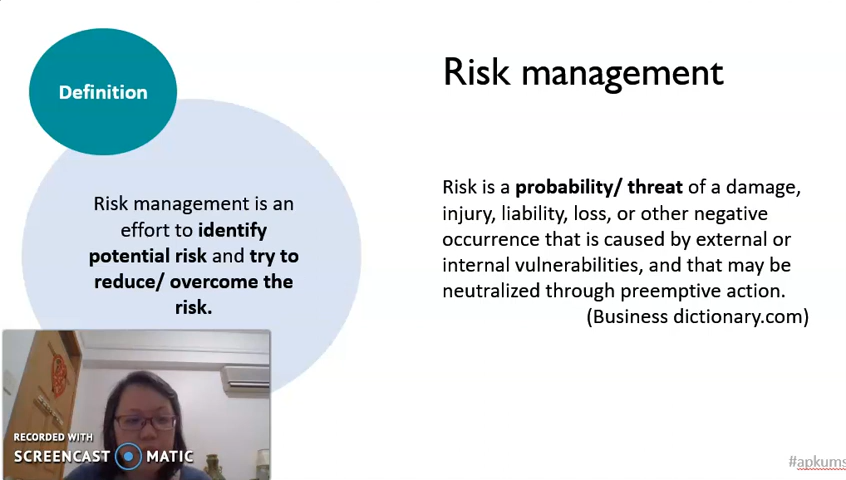 Definition
Risk management
Risk management is an
effort to identify
potential risk and try to
reduce/ overcome the
risk.
Risk is a probability/ threat of a damage,
injury, liability, loss, or other negative
occurrence that is caused by external or
internal vulnerabilities, and that may be
neutralized through preemptive action.
(Business dictionary.com)
RECORDED WITH
SCREENCAST MATIC
#apkums